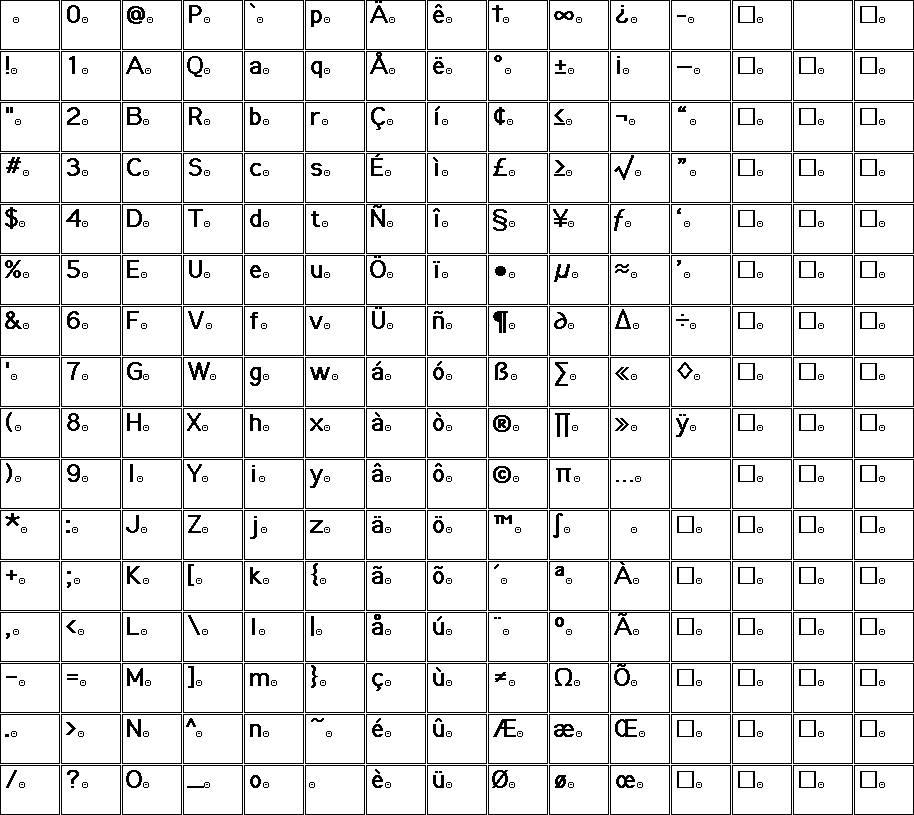 ⊙ 0⊙ @⊙ P⊙ `⊙ p⊙ Ä⊙ ê⊙ †⊙ ∞⊙ ¿⊙ –⊙ □⊙ □⊙
!⊙ 1⊙ A⊙ Q⊙ a⊙ q⊙ Å⊙ ë⊙ °⊙ ±⊙ ¡⊙ —⊙ □⊙ □⊙ □⊙
"⊙ 2⊙ B⊙ R⊙ b⊙ r⊙ Ç⊙ í⊙ ¢⊙ ≤⊙ ¬⊙ “⊙ □⊙ □⊙ □⊙
#⊙ 3⊙ C⊙ S⊙ c⊙ s⊙ É⊙ ì⊙ £⊙ ≥⊙ √⊙ ”⊙ □⊙ □⊙ □⊙
$⊙ 4⊙ D⊙ T⊙ d⊙ t⊙ Ñ⊙ î⊙ §⊙ ¥⊙ ƒ⊙ ‘⊙ □⊙ □⊙ □⊙
%⊙ 5⊙ E⊙ U⊙ e⊙ u⊙ Ö⊙ ï⊙ •⊙ µ⊙ ≈⊙ ’⊙ □⊙ □⊙ □⊙
&⊙ 6⊙ F⊙ V⊙ f⊙ v⊙ Ü⊙ ñ⊙ ¶⊙ ∂⊙ ∆⊙ ÷⊙ □⊙ □⊙ □⊙
'⊙ 7⊙ G⊙ W⊙ g⊙ w⊙ á⊙ ó⊙ ß⊙ ∑⊙ «⊙ ◊⊙ □⊙ □⊙ □⊙
(⊙ 8⊙ H⊙ X⊙ h⊙ x⊙ à⊙ ò⊙ ®⊙ ∏⊙ »⊙ ÿ⊙ □⊙ □⊙ □⊙
)⊙ 9⊙ I⊙ Y⊙ i⊙ y⊙ â⊙ ô⊙ ©⊙ π⊙ …⊙ □⊙ □⊙ □⊙
*⊙ :⊙ J⊙ Z⊙ j⊙ z⊙ ä⊙ ö⊙ ™⊙ ∫⊙ ⊙ □⊙ □⊙ □⊙ □⊙
+⊙ ;⊙ K⊙ [⊙ k⊙ {⊙ ã⊙ õ⊙ ´⊙ ª⊙ À⊙ □⊙ □⊙ □⊙ □⊙
,⊙ <⊙ L⊙ \⊙ l⊙ |⊙ å⊙ ú⊙ ¨⊙ º⊙ Ã⊙ □⊙ □⊙ □⊙ □⊙
-⊙ =⊙ M⊙ ]⊙ m⊙ }⊙ ç⊙ ù⊙ ≠⊙ Ω⊙ Õ⊙ □⊙ □⊙ □⊙ □⊙
.⊙ >⊙ N⊙ ^⊙ n⊙ ~⊙ é⊙ û⊙ Æ⊙ æ⊙ Œ⊙ □⊙ □⊙ □⊙ □⊙
/⊙ ?⊙ O⊙ _⊙ o⊙ ⊙ è⊙ ü⊙ Ø⊙ ø⊙ œ⊙ □⊙ □⊙ □⊙ □⊙